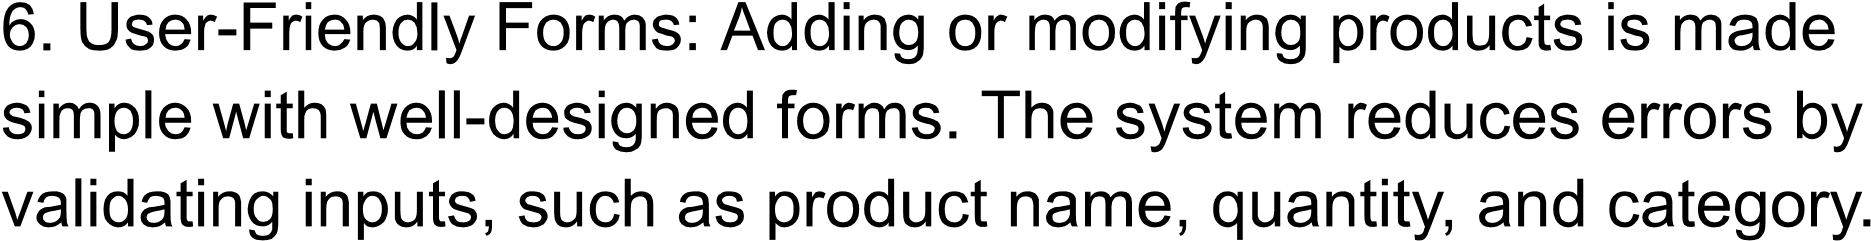 6. User-Friendly Forms: Adding or modifying products is made
simple with well-designed forms. The system reduces errors by
validating inputs, such as product name, quantity, and category.